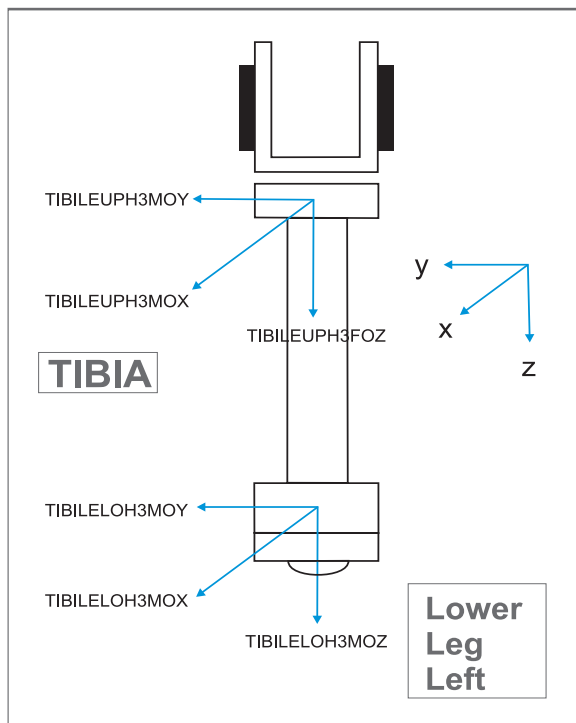 TIBILEUPH3MOY
TIBILEUPH3MOX
TIBILEUPH3FOZ
y
x
z
TIBIA
TIBILELOH3MOY
TIBILELOH3MOX
TIBILELOH3MOZ
Lower
Leg
Left